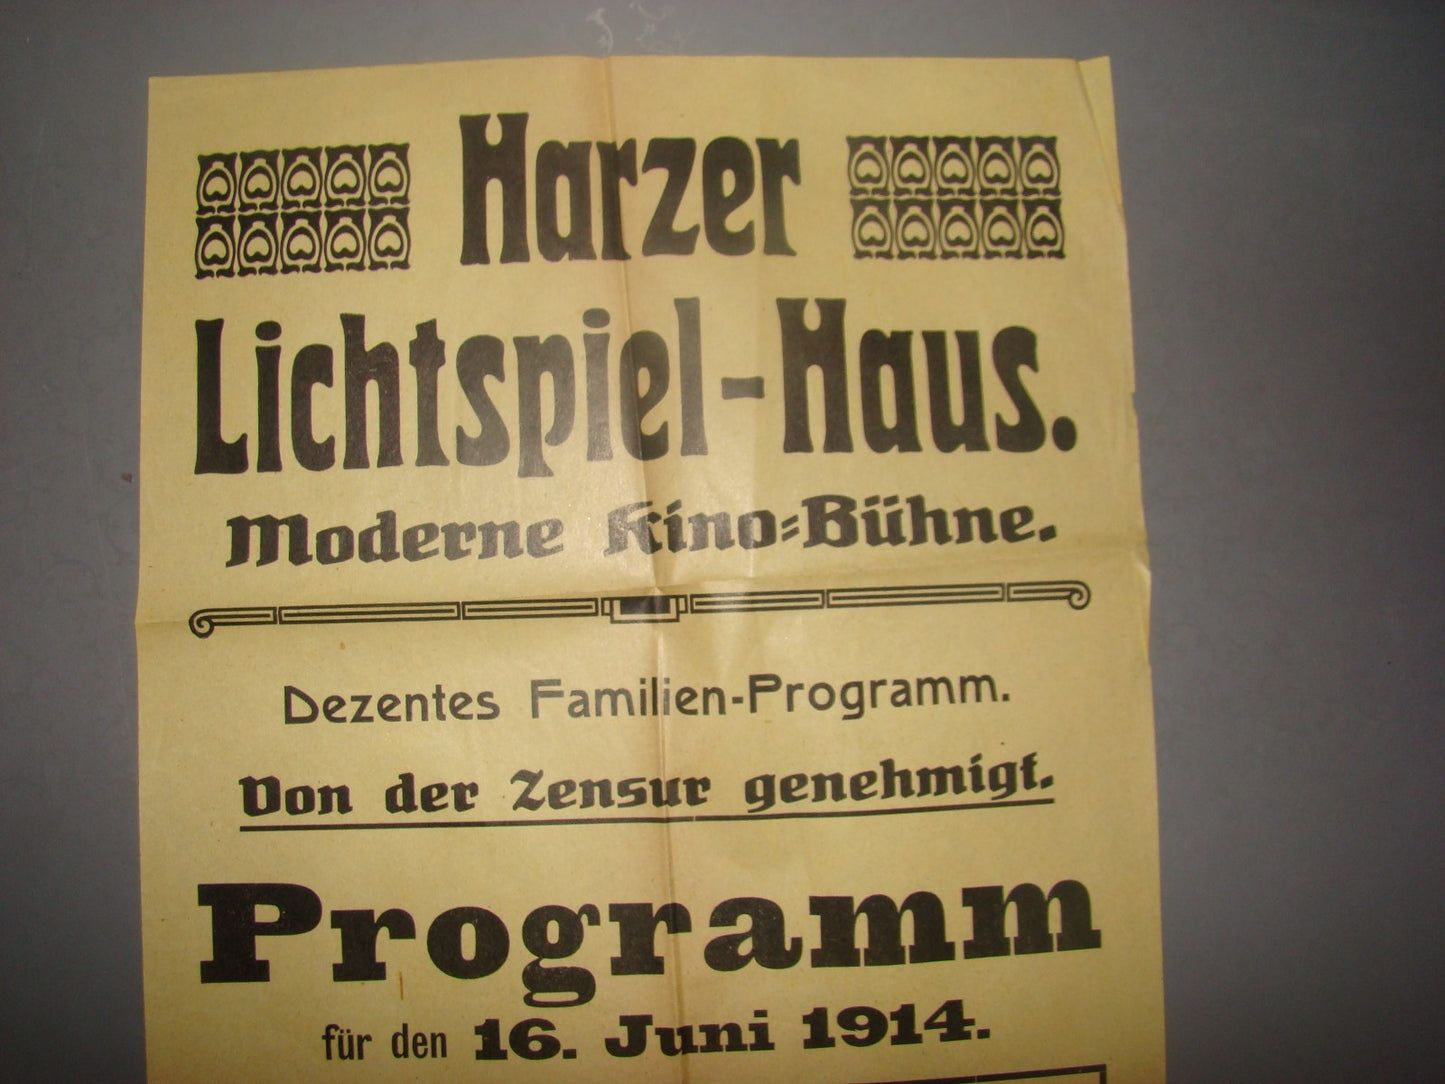 Harzer
Lichtspiel-Haus.
Moderne Kino-Bühne.
Dezentes Familien-Programm.
Von der Zensur genehmigt.
Programm
für den 16. Juni 1914.